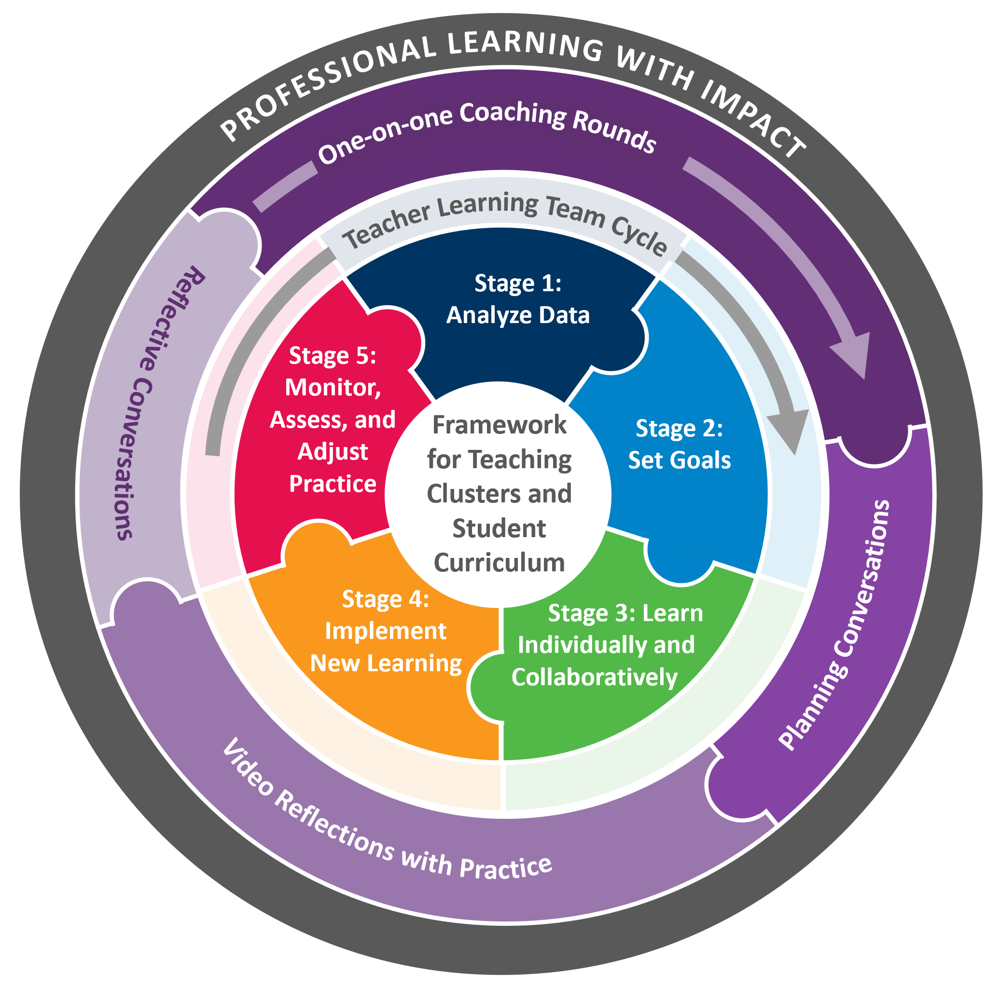 PROFESSIONAL LEARNING WITH IMPACT
One-on-one Coaching Rounds
Teacher Learning Team Cycle
Stage 1:
Analyze Data
Stage 2:
Set Goals
Stage 3: Learn
Individually and
Collaboratively
Stage 4:
Implement
New Learning
Stage 5:
Monitor,
Assess, and
Adjust
Practice
Framework
for Teaching
Clusters and
Student
Curriculum
Planning Conversations
Video Reflections with Practice
Reflective Conversations